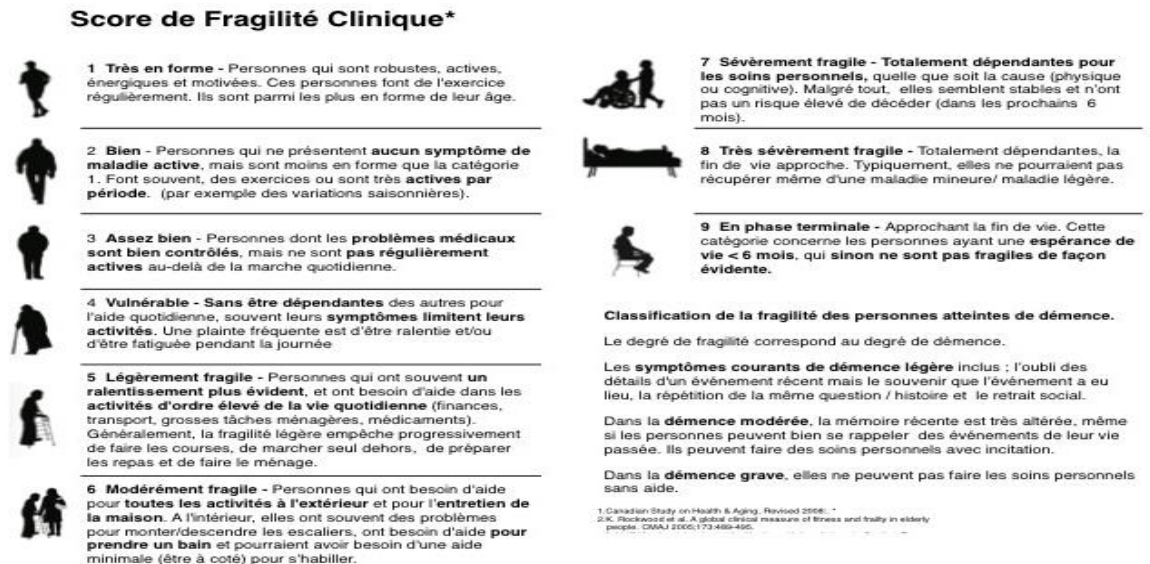 Score de Fragilité Clinique*
1 Très en forme - Personnes qui sont robustes, actives,
énergiques et motivées. Ces personnes font de l'exercice
régulièrement. Ils sont parmi les plus en forme de leur âge.
2 Bien - Personnes qui ne présentent aucun symptôme de
maladie active, mais sont moins en forme que la catégorie
1. Font souvent, des exercices ou sont très actives par
période. (par exemple des variations saisonnières).
3 Assez bien - Personnes dont les problèmes médicaux
sont bien contrôlés, mais ne sont pas régulièrement
actives au-delà de la marche quotidienne.
4 Vulnérable - Sans être dépendantes des autres pour
l'aide quotidienne, souvent leurs symptômes limitent leurs
activités. Une plainte fréquente est d'être ralentie et/ou
d'être fatiguée pendant la journée
5 Légèrement fragile - Personnes qui ont souvent un
ralentissement plus évident, et ont besoin d'aide dans les
activités d'ordre élevé de la vie quotidienne (finances,
transport, grosses tâches ménagères, médicaments).
Généralement, la fragilité légère empêche progressivement
de faire les courses, de marcher seul dehors, de préparer
les repas et de faire le ménage.
6 Modérément fragile - Personnes qui ont besoin d'aide
pour toutes les activités à l'extérieur et pour l'entretien de
la maison. A l'intérieur, elles ont souvent des problèmes
pour monter/descendre les escaliers, ont besoin d'aide pour
prendre un bain et pourraient avoir besoin d'une aide
minimale (être à coté) pour s'habiller.
7 Sévèrement fragile - Totalement dépendantes pour
les soins personnels, quelle que soit la cause (physique
ou cognitive). Malgré tout, elles semblent stables et n'ont
pas un risque élevé de décéder (dans les prochains 6
mois).
8 Très sévèrement fragile - Totalement dépendantes, la
fin de vie approche. Typiquement, elles ne pourraient pas
récupérer même d'une maladie mineure/ maladie légère.
9 En phase terminale - Approchant la fin de vie. Cette
catégorie concerne les personnes ayant une espérance de
vie < 6 mois, qui sinon ne sont pas fragiles de façon
évidente.
Classification de la fragilité des personnes atteintes de démence.
Le degré de fragilité correspond au degré de démence.
Les symptômes courants de démence légère inclus ; l'oubli des
détails d'un événement récent mais le souvenir que l'événement a eu
lieu, la répétition de la même question / histoire et le retrait social.
Dans la démence modérée, la mémoire récente est très altérée, même
si les personnes peuvent bien se rappeler des événements de leur vie
passée. Ils peuvent faire des soins personnels avec incitation.
Dans la démence grave, elles ne peuvent pas faire les soins personnels
sans aide.
1. Canadian Study on Health & Aging, Revised 2008. *
2.K. Rockwood et al. A global clinical measure of fitness and frailty in elderly
people. CMAJ 2005;173:489-495.